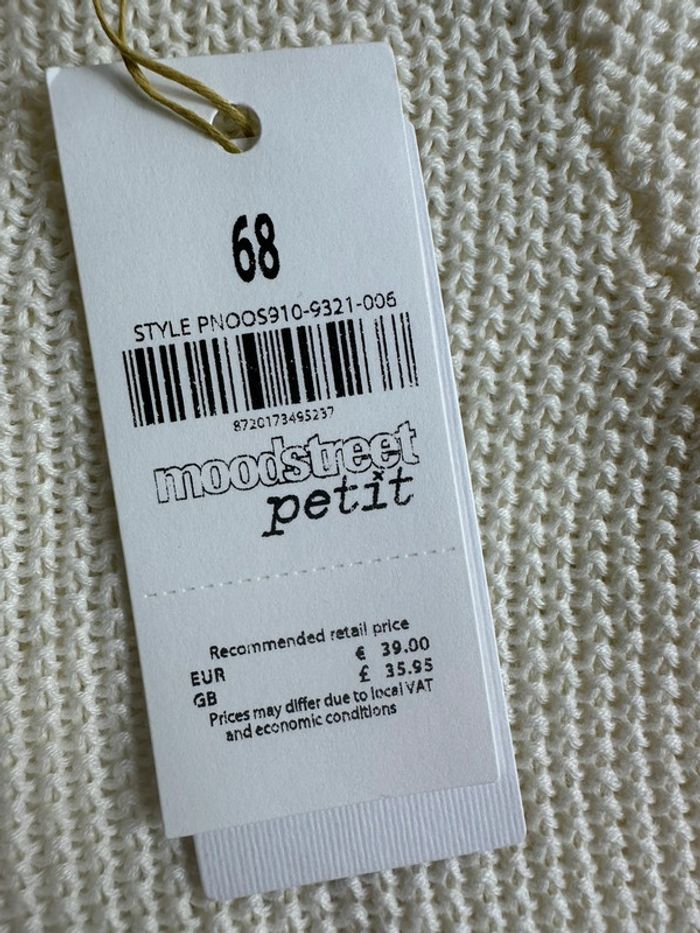 68
STYLE PNOOS910-9321-006
8720173495237
moodstreet
petit
Recommended retail price
EUR € 39.00
GB £ 35.95
Prices may differ due to local VAT
and economic conditions